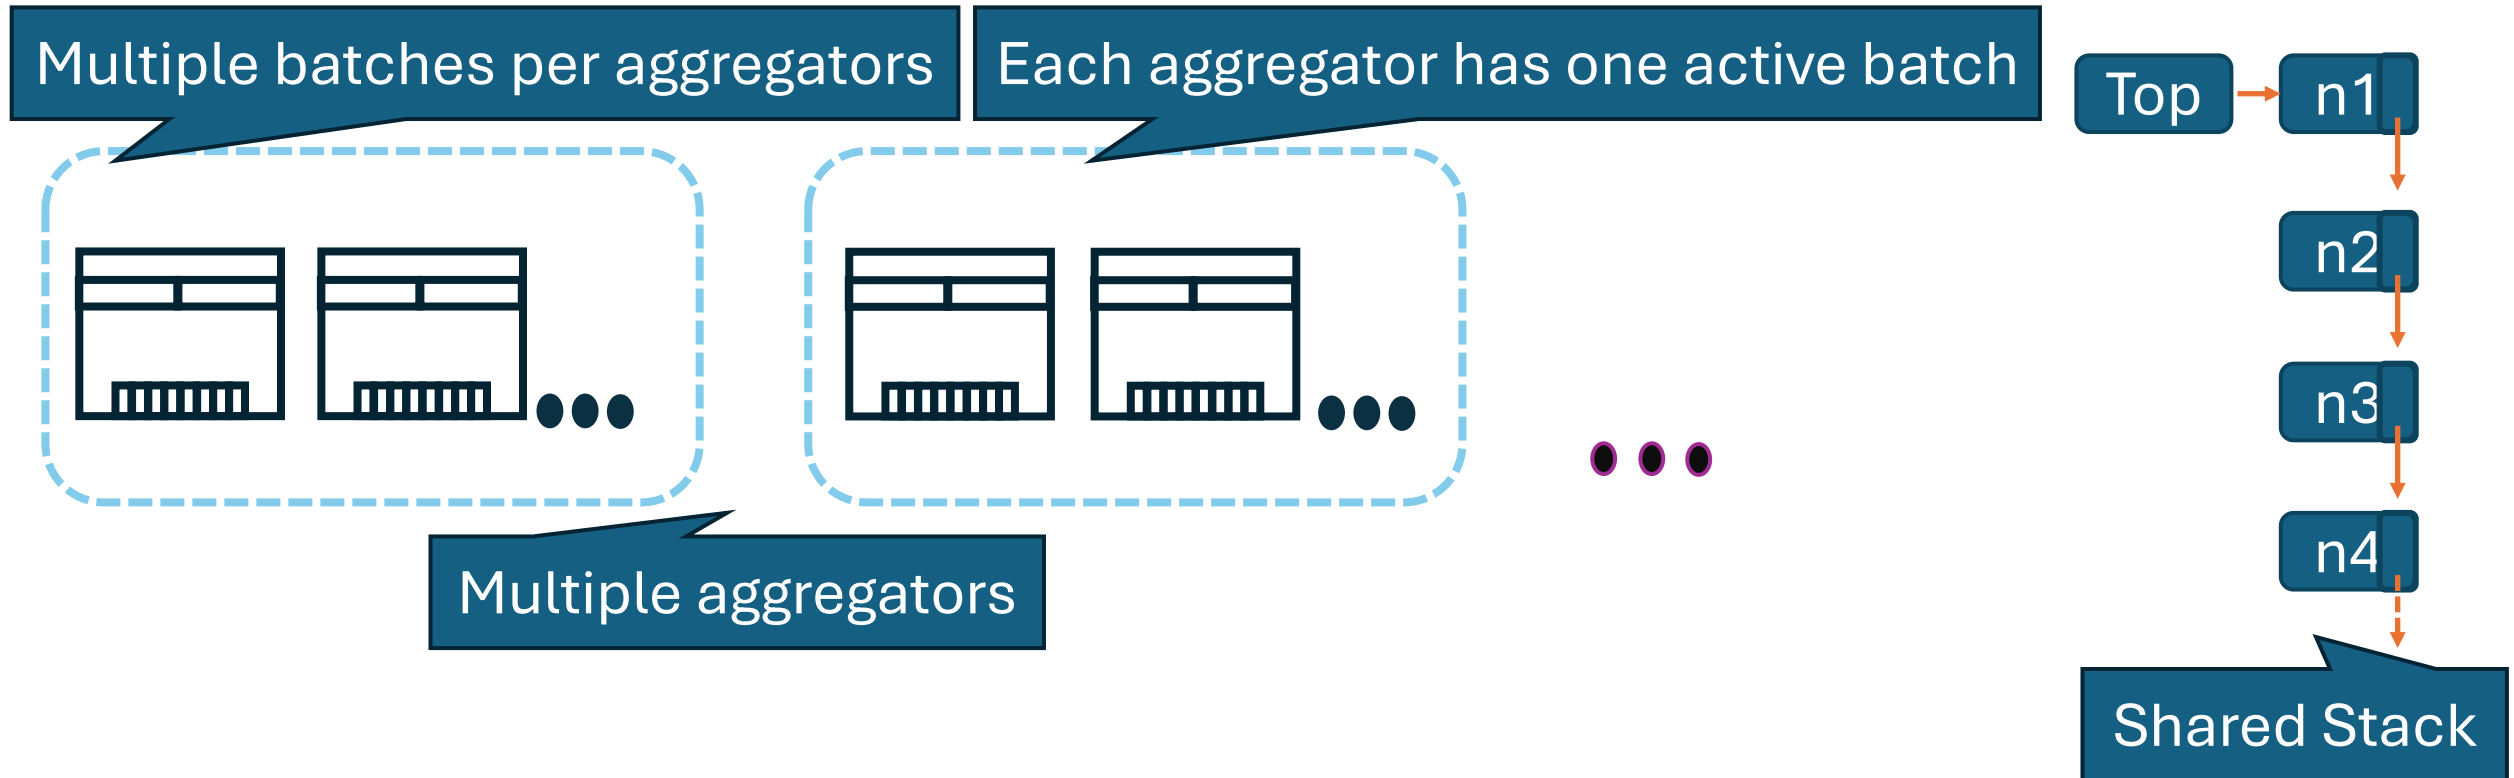 Multiple batches per aggregators
Each aggregator has one active batch
Top
n1
n2
n3
n4
Multiple aggregators
Shared Stack